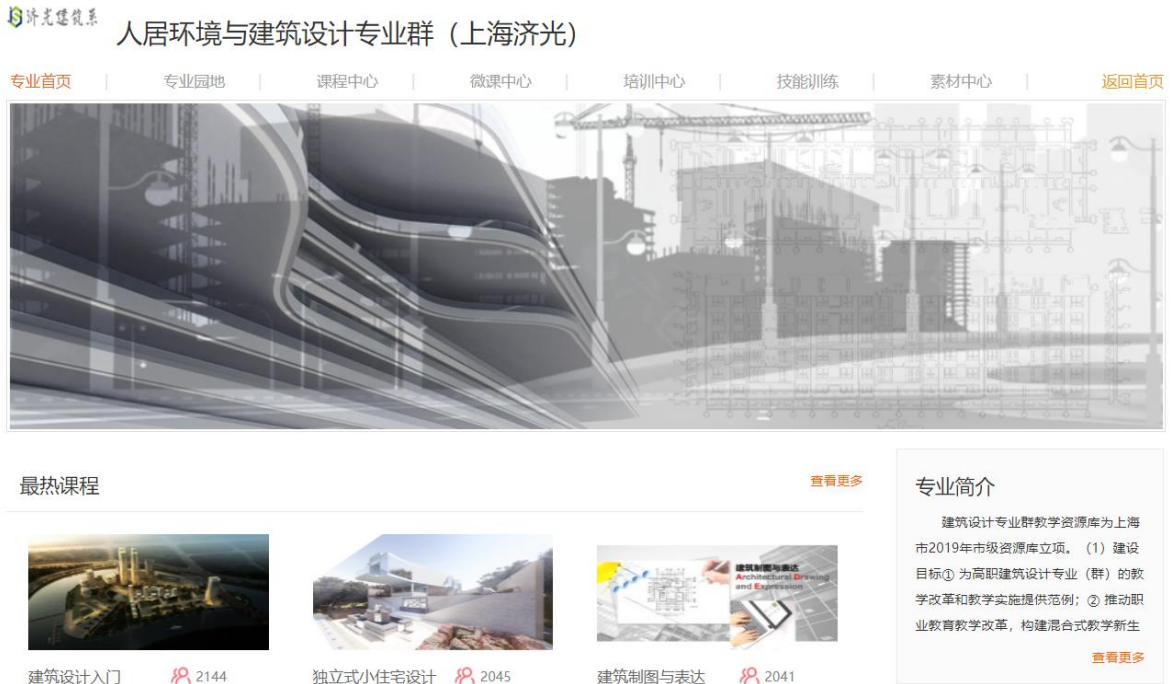 济光建筑系
人居环境与建筑设计专业群（上海济光）
专业首页 专业园地 课程中心 微课中心 培训中心 技能训练 素材中心 返回首页
最热课程
查看更多
建筑制图与表达
Architectural Drawing
and Expression
建筑设计入门 2144
独立式小住宅设计 2045
建筑制图与表达 2041
专业简介
建筑设计专业群教学资源库为上海
市2019年市级资源库立项。（1）建设
目标① 为高职建筑设计专业（群）的教
学改革和教学实施提供范例；② 推动职
业教育教学改革，构建混合式教学新生
查看更多